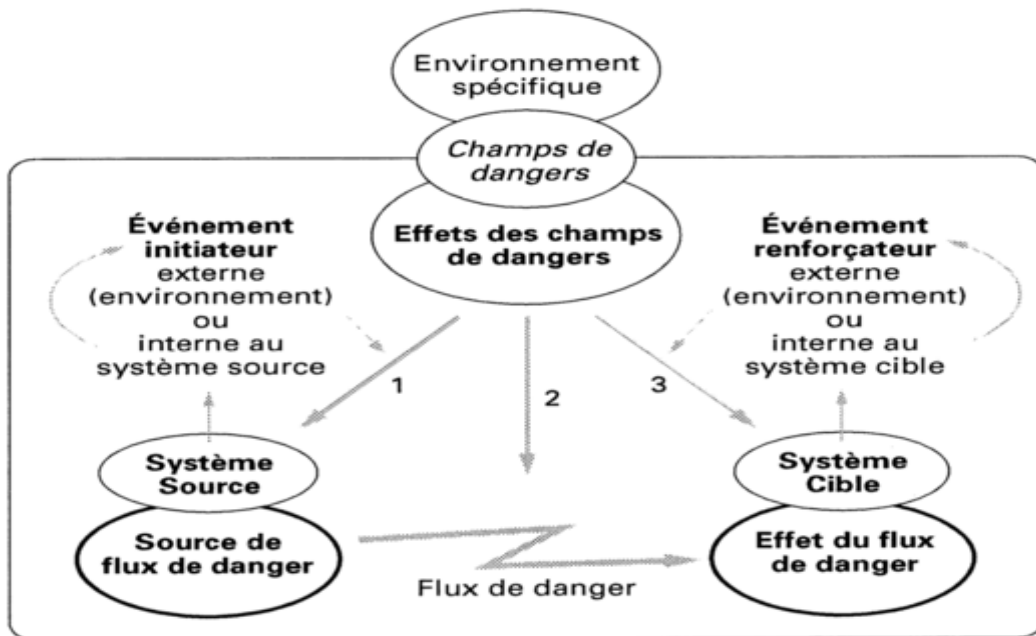 Environnement
spécifique
Champs de
dangers
Effets des champs
de dangers
Événement
initiateur
externe
(environnement)
ou
interne au
système source
Événement
renforçateur
externe
(environnement)
ou
interne au
système cible
1
2
3
Système
Source
Source de
flux de danger
Système
Cible
Effet du flux
de danger
Flux de danger